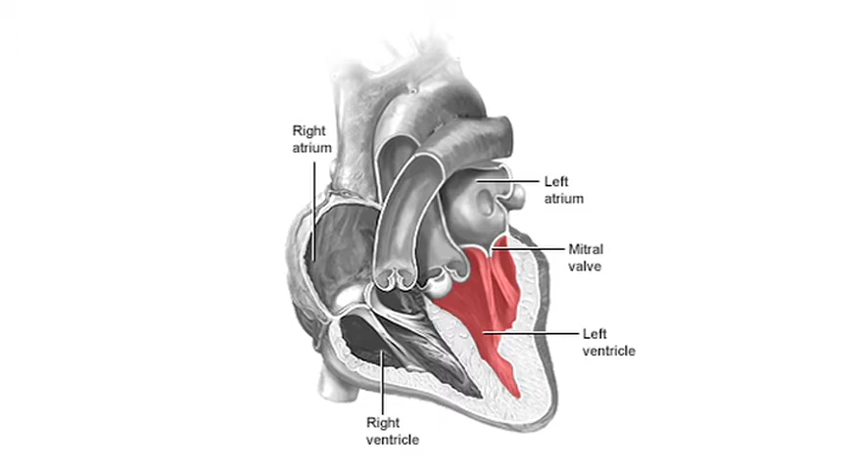 Right
atrium
Left
atrium
Mitral
valve
Left
ventricle
Right
ventricle